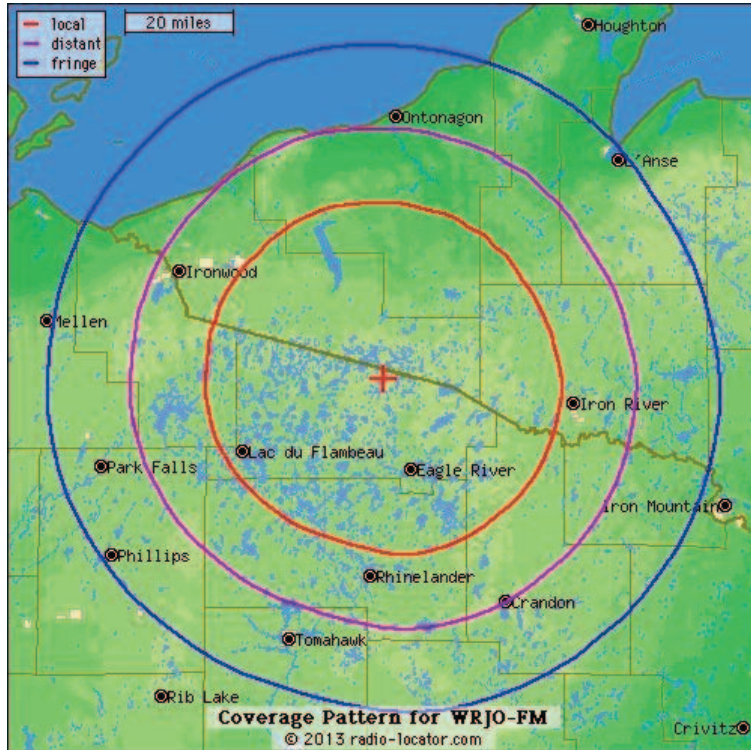 local
distant
fringe
20 miles
Houghton
Ontonagon
L'Anse
Ironwood
Mellen
Iron River
Lac du Flambeau
Park Falls
Eagle River
Iron Mountain
Phillips
Rhinelander
Crandon
Tomahawk
Rib Lake
Coverage Pattern for WRJO-FM
Crivitz
© 2013 radio-locator.com